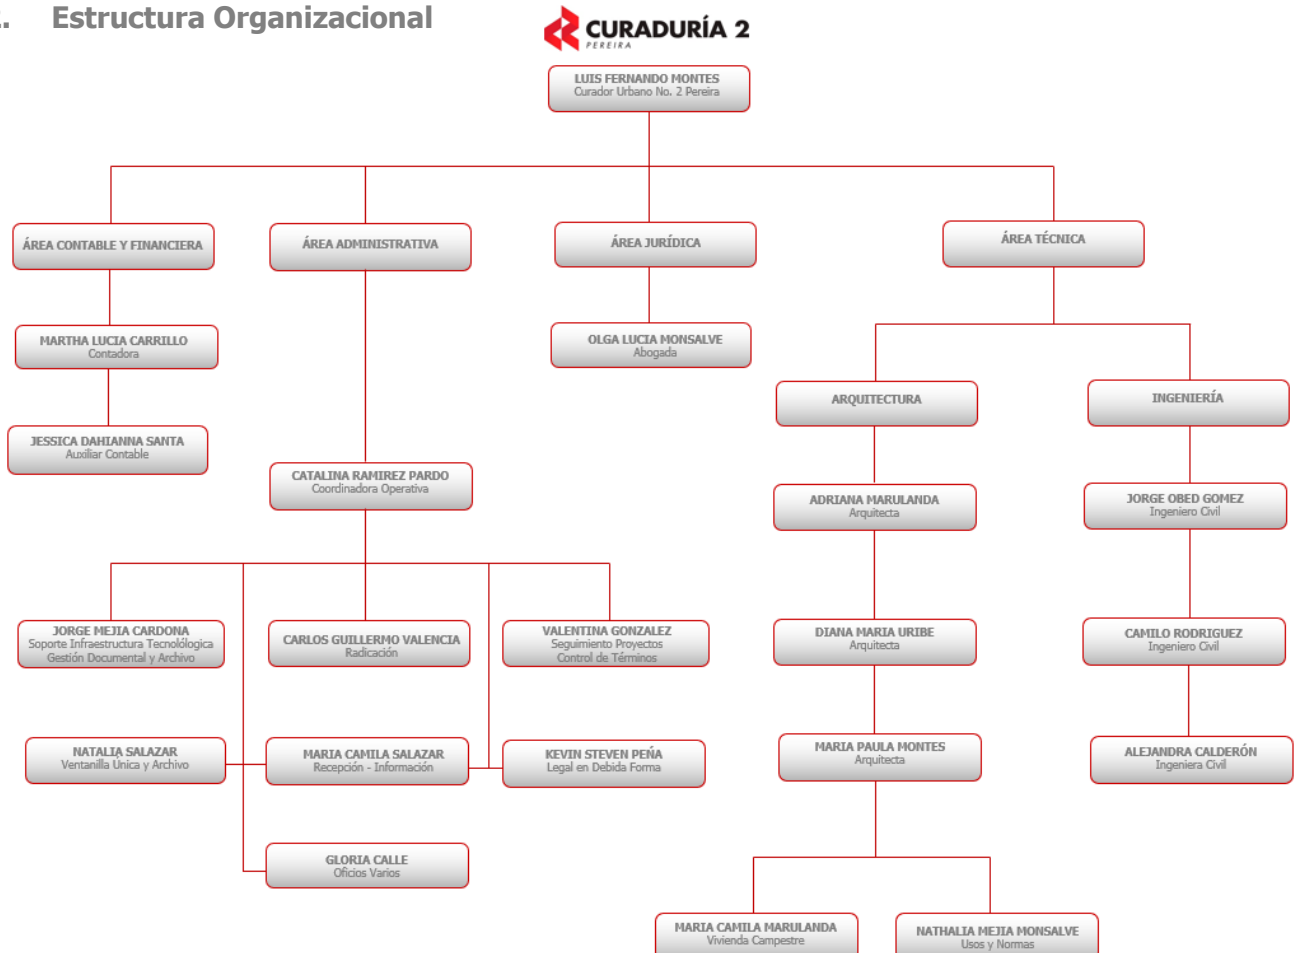 2. Estructura Organizacional
CURADURÍA 2
PEREIRA
LUIS FERNANDO MONTES
Curador Urbano No. 2 Pereira
ÁREA CONTABLE Y FINANCIERA
ÁREA ADMINISTRATIVA
ÁREA JURÍDICA
ÁREA TÉCNICA
MARTHA LUCIA CARRILLO
Contadora
OLGA LUCIA MONSALVE
Abogada
ARQUITECTURA
INGENIERÍA
JESSICA DAHIANNA SANTA
Auxiliar Contable
CATALINA RAMIREZ PARDO
Coordinadora Operativa
ADRIANA MARULANDA
Arquitecta
JORGE OBED GOMEZ
Ingeniero Civil
JORGE MEJIA CARDONA
Soporte Infraestructura Tecnolólogica
Gestión Documental y Archivo
CARLOS GUILLERMO VALENCIA
Radicación
VALENTINA GONZALEZ
Seguimiento Proyectos
Control de Términos
DIANA MARIA URIBE
Arquitecta
CAMILO RODRIGUEZ
Ingeniero Civil
NATALIA SALAZAR
Ventanilla Unica y Archivo
MARIA CAMILA SALAZAR
Recepción - Información
KEVIN STEVEN PEÑA
Legal en Debida Forma
MARIA PAULA MONTES
Arquitecta
ALEJANDRA CALDERÓN
Ingeniera Civil
GLORIA CALLE
Oficios Varios
MARIA CAMILA MARULANDA
Vivienda Campestre
NATHALIA MEJIA MONSALVE
Usos y Normas